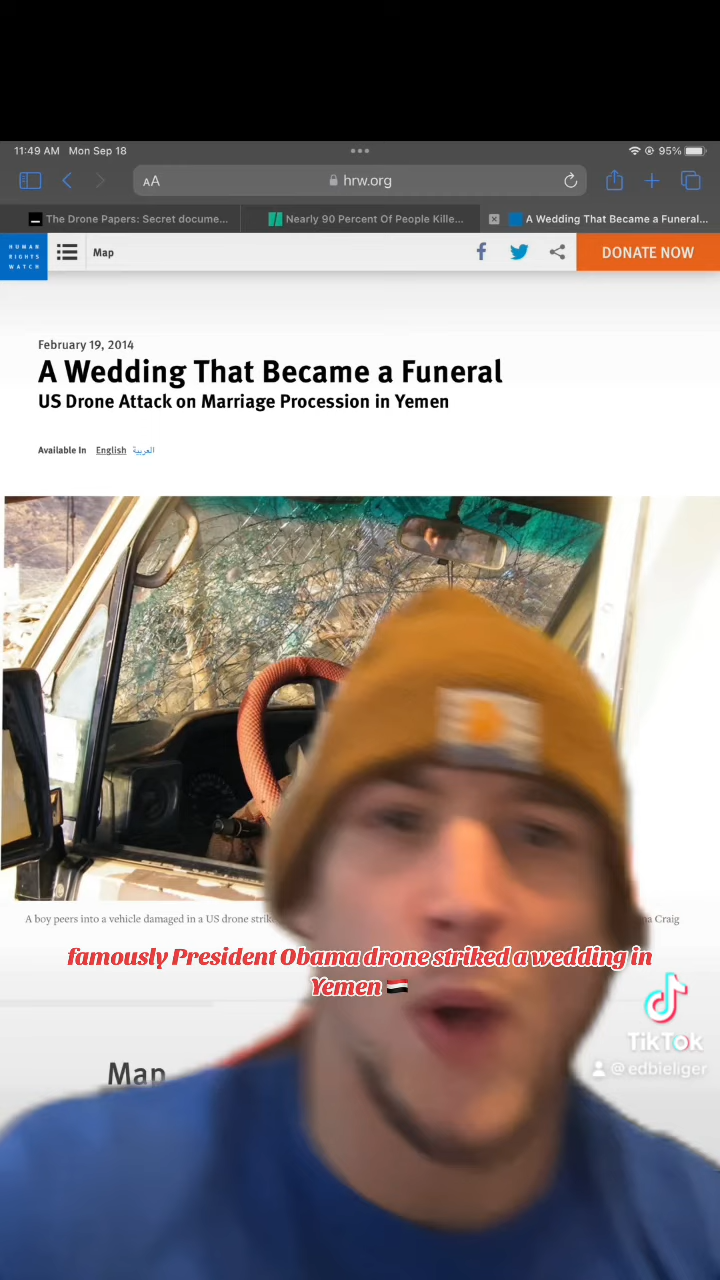 11:49 AM Mon Sep 18
95%
AA
hrw.org
The Drone Papers: Secret docume...
Nearly 90 Percent Of People Kille...
A Wedding That Became a Funeral...
HUMAN
RIGHTS
WATCH
Map
DONATE NOW
February 19, 2014
A Wedding That Became a Funeral
US Drone Attack on Marriage Procession in Yemen
Available In English العربية
A boy peers into a vehicle damaged in a US drone
Craig
famously President Obama drone striked a wedding in
Yemen 🇾🇪
TikTok
@edbieliger
Map